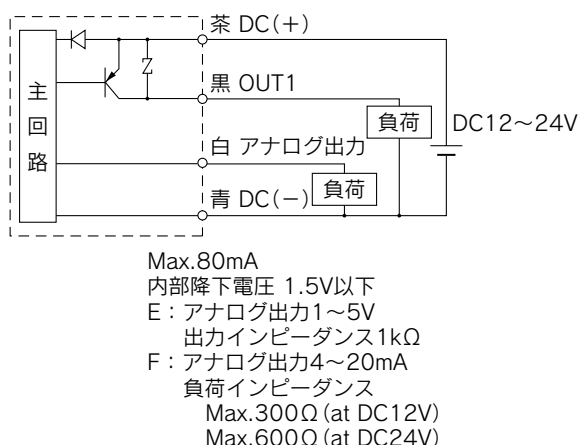 茶 DC(+)
主回路
黒 OUT1
負荷
DC12～24V
白 アナログ出力
負荷
青 DC(−)
Max.80mA
内部降下電圧 1.5V以下
E：アナログ出力1～5V
出力インピーダンス1kΩ
F：アナログ出力4～20mA
負荷インピーダンス
Max.300Ω(at DC12V)
Max.600Ω(at DC24V)